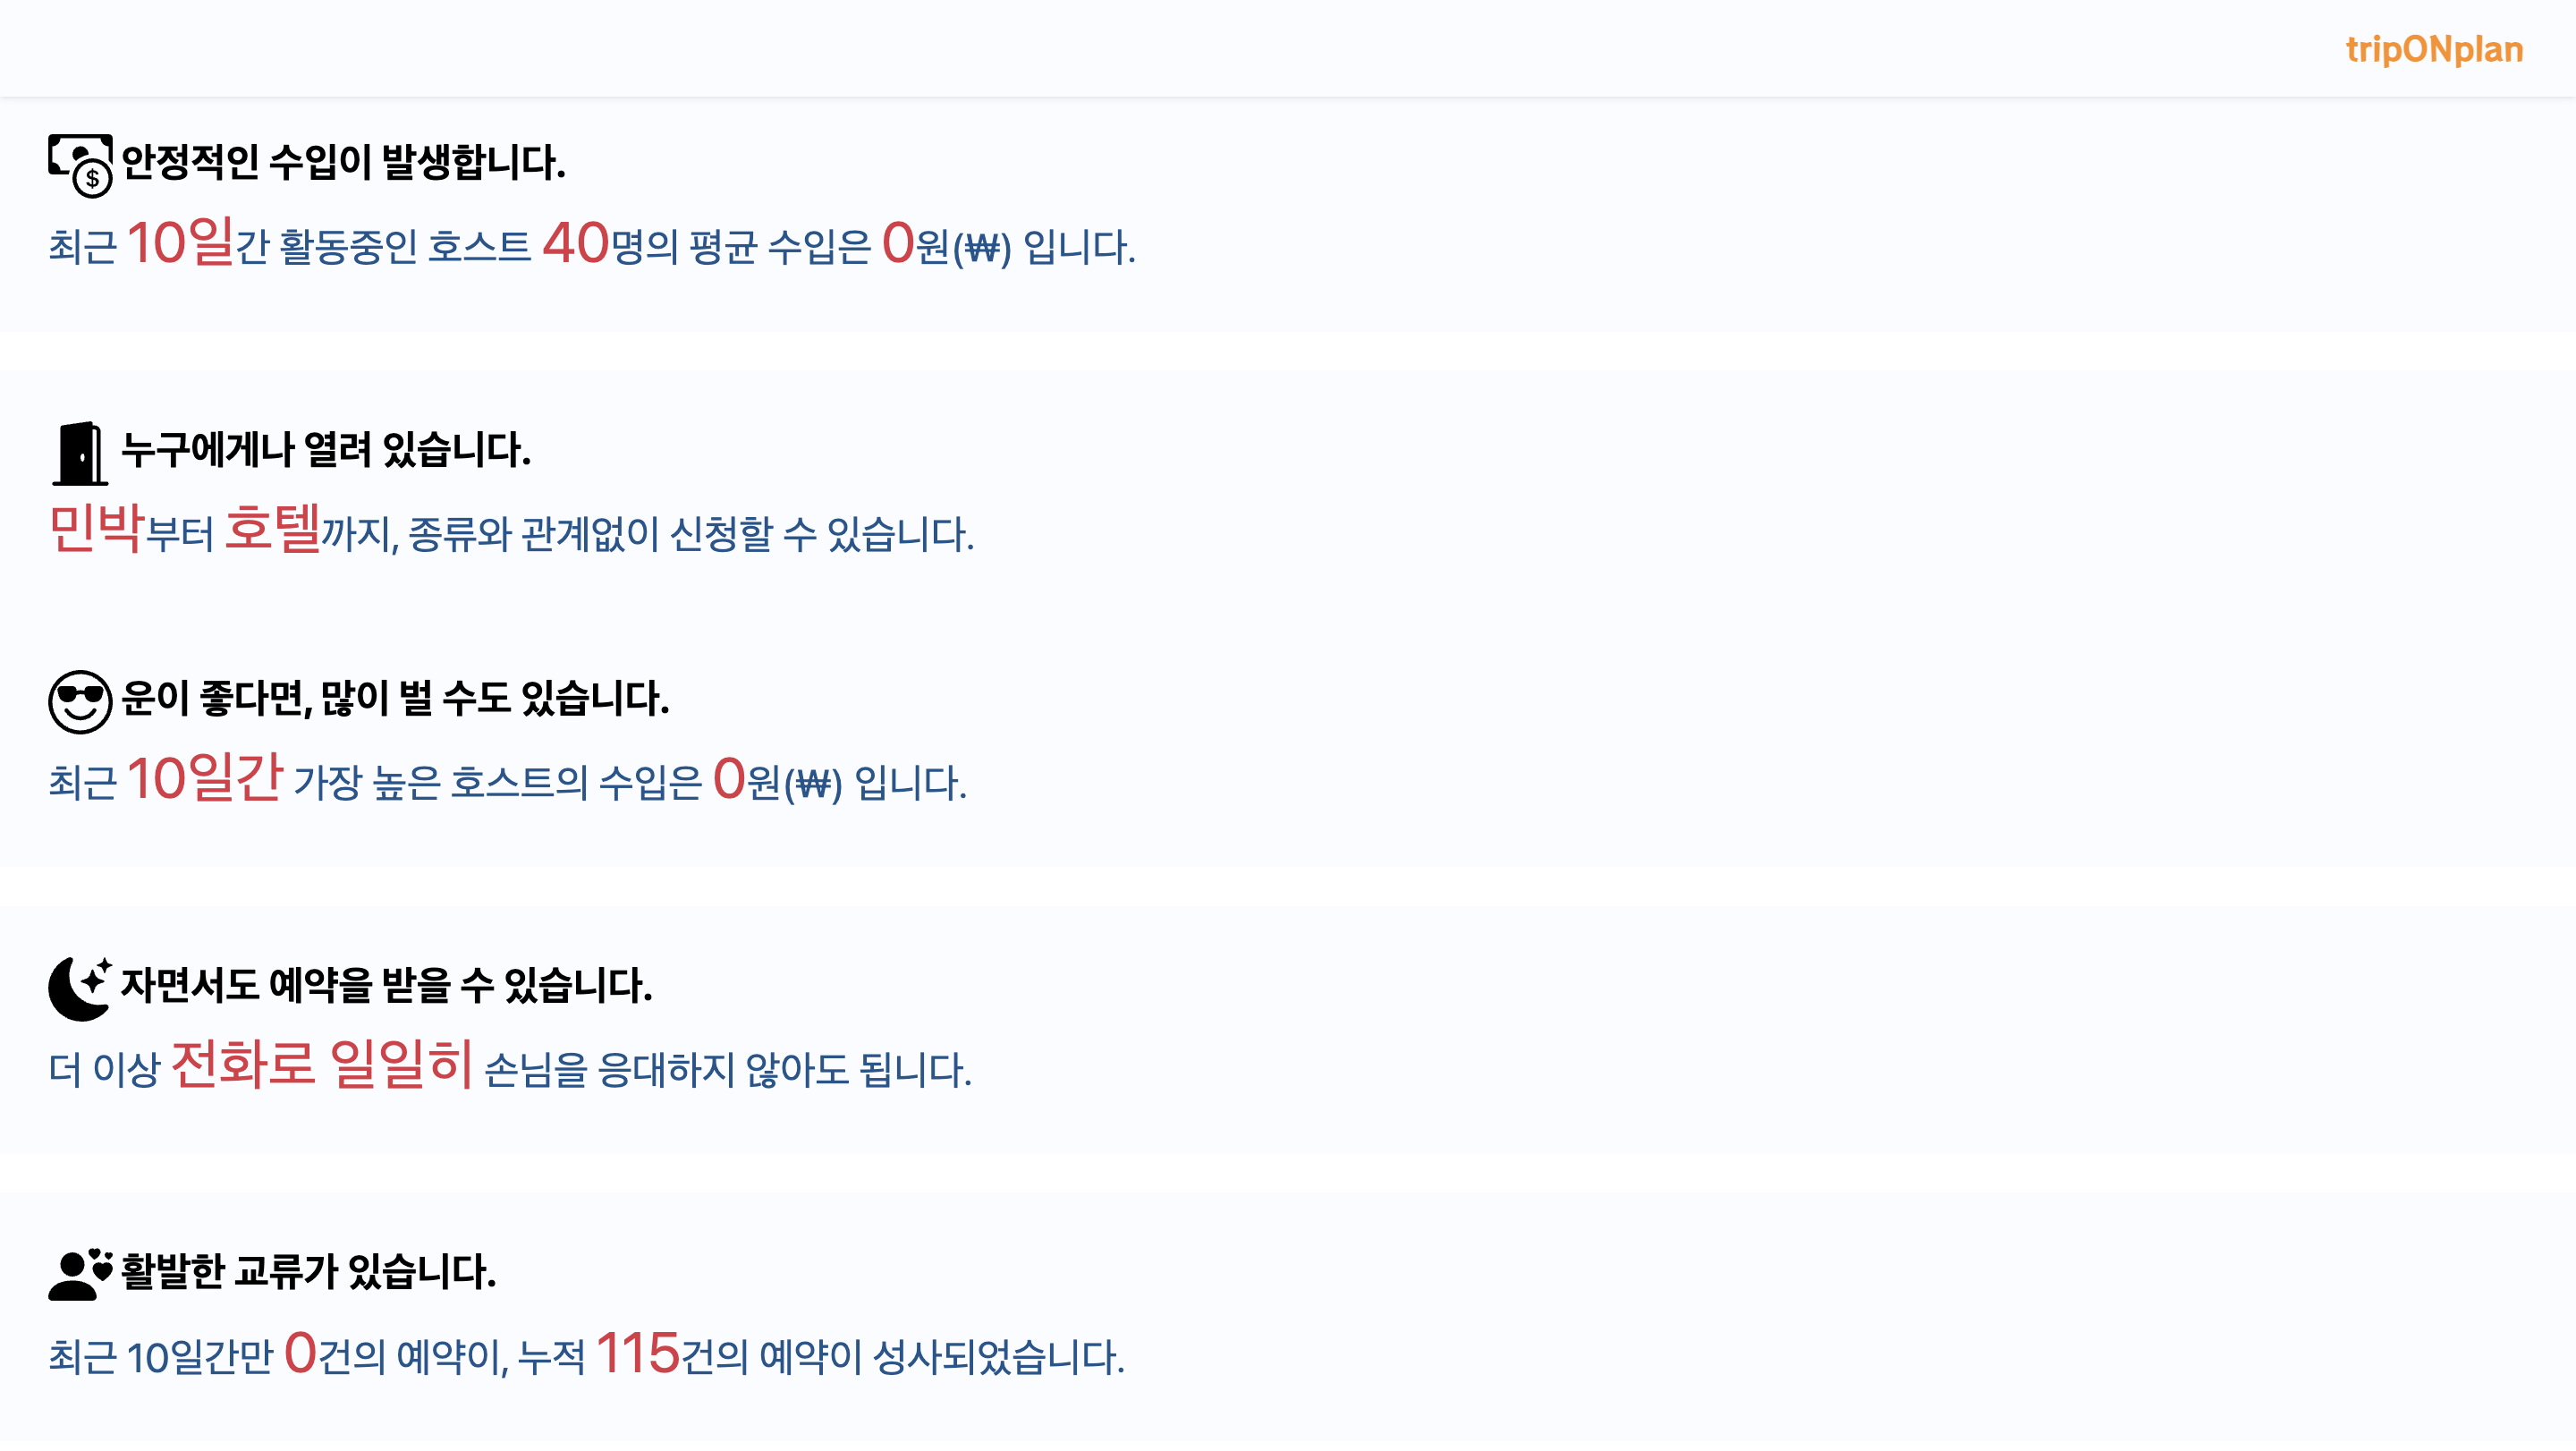 tripONplan
안정적인 수입이 발생합니다.
최근 10일간 활동중인 호스트 40명의 평균 수입은 0원(₩) 입니다.
누구에게나 열려 있습니다.
민박부터 호텔까지, 종류와 관계없이 신청할 수 있습니다.
운이 좋다면, 많이 벌 수도 있습니다.
최근 10일간 가장 높은 호스트의 수입은 0원(₩) 입니다.
자면서도 예약을 받을 수 있습니다.
더 이상 전화로 일일히 손님을 응대하지 않아도 됩니다.
활발한 교류가 있습니다.
최근 10일간만 0건의 예약이, 누적 115건의 예약이 성사되었습니다.